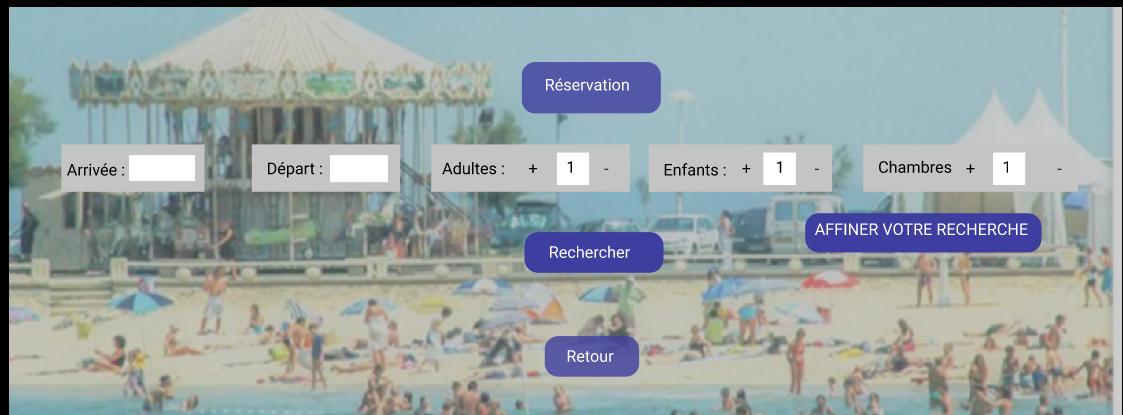 Réservation
Arrivée :
Départ :
Adultes : + 1 -
Enfants : + 1 -
Chambres + 1 -
AFFINER VOTRE RECHERCHE
Rechercher
Retour